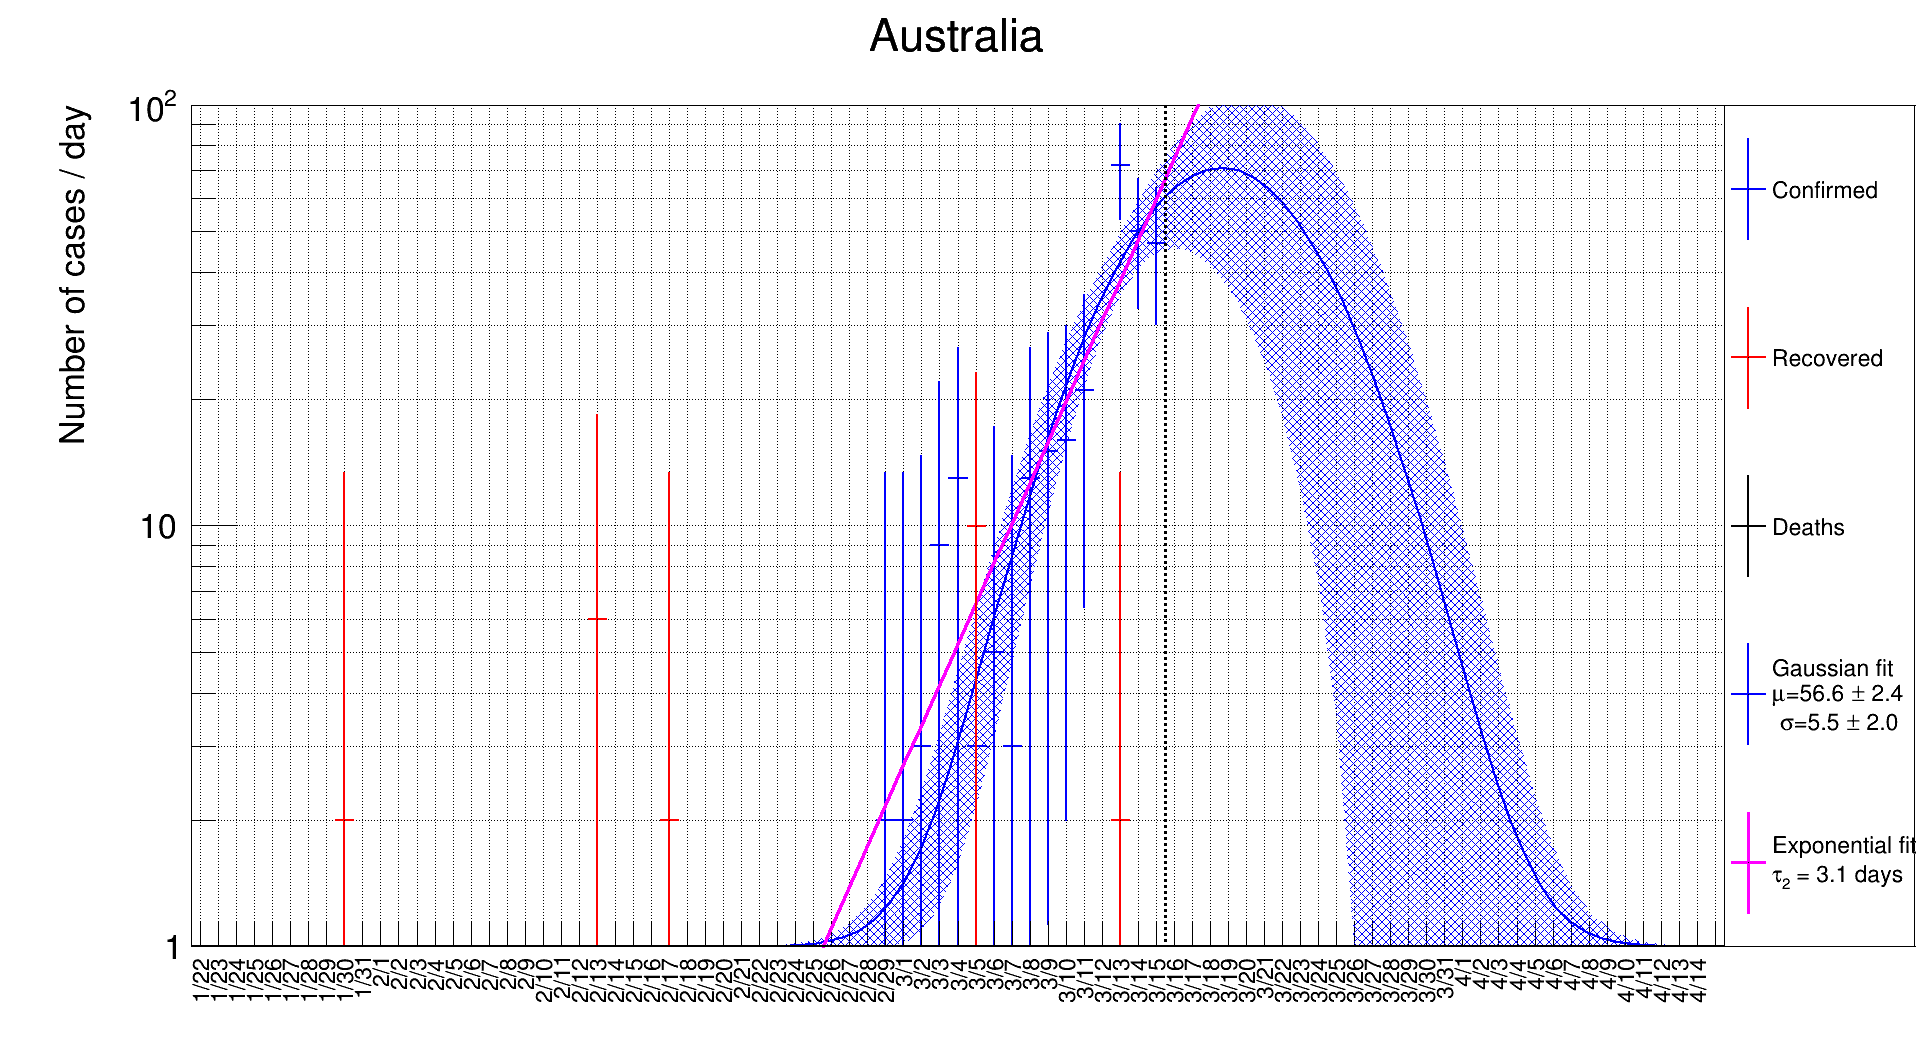 Australia
Number of cases / day
10²
10
1
1/22 1/23 1/24 1/25 1/26 1/27 1/28 1/29 1/30 1/31 2/1 2/2 2/3 2/4 2/5 2/6 2/7 2/8 2/9 2/10 2/11 2/12 2/13 2/14 2/15 2/16 2/17 2/18 2/19 2/20 2/21 2/22 2/23 2/24 2/25 2/26 2/27 2/28 2/29 3/1 3/2 3/3 3/4 3/5 3/6 3/7 3/8 3/9 3/10 3/11 3/12 3/13 3/14 3/15 3/16 3/17 3/18 3/19 3/20 3/21 3/22 3/23 3/24 3/25 3/26 3/27 3/28 3/29 3/30 3/31 4/1 4/2 4/3 4/4 4/5 4/6 4/7 4/8 4/9 4/10 4/11 4/12 4/13 4/14
Confirmed
Recovered
Deaths
Gaussian fit
μ=56.6 ± 2.4
σ=5.5 ± 2.0
Exponential fit
τ₂ = 3.1 days